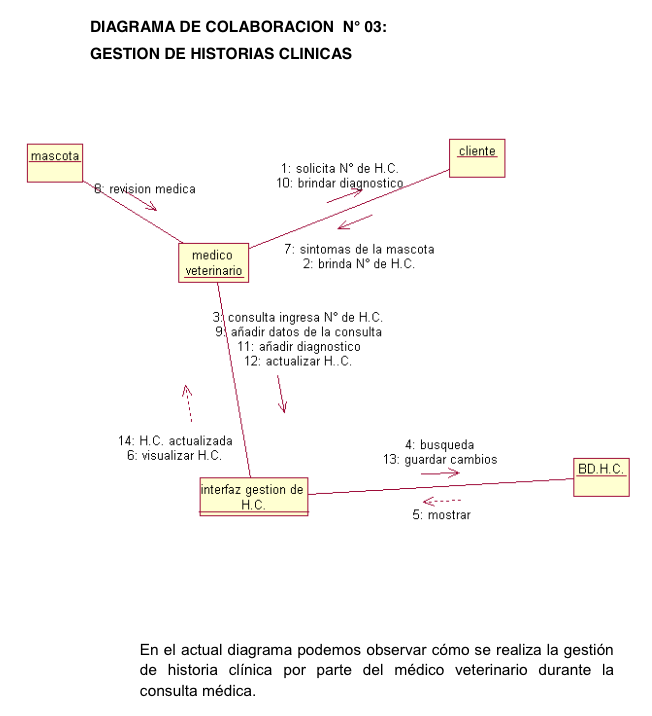 DIAGRAMA DE COLABORACION N° 03:
GESTION DE HISTORIAS CLINICAS
mascota
cliente
1: solicita N° de H.C.
10: brindar diagnostico
8: revision medica
medico
veterinario
7: sintomas de la mascota
2: brinda N° de H.C.
3: consulta ingresa N° de H.C.
9: añadir datos de la consulta
11: añadir diagnostico
12: actualizar H..C.
14: H.C. actualizada
6: visualizar H.C.
4: busqueda
13: guardar cambios
BD.H.C.
interfaz gestion de
H.C.
5: mostrar
En el actual diagrama podemos observar cómo se realiza la gestión
de historia clínica por parte del médico veterinario durante la
consulta médica.